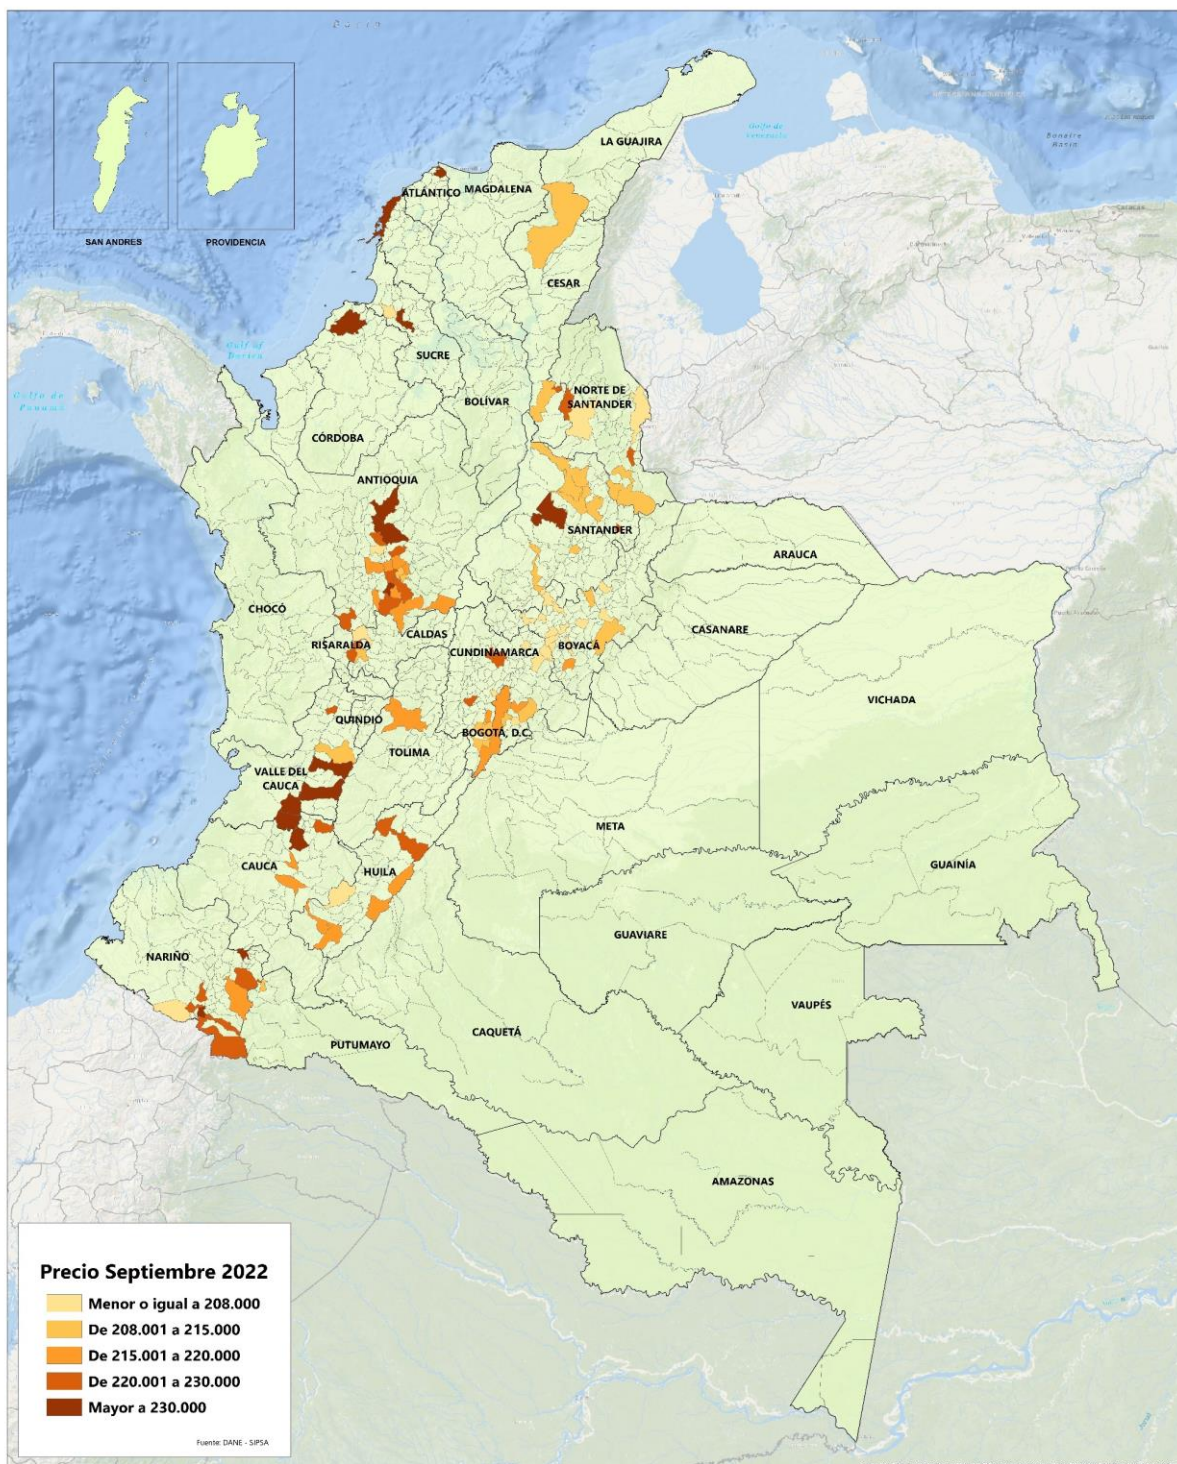 LA GUAJIRA
ATLÁNTICO
MAGDALENA
SAN ANDRES
PROVIDENCIA
CESAR
Golfo de
Venezuela
SUCRE
NORTE DE
SANTANDER
BOLÍVAR
Golfo de
Panamá
CÓRDOBA
ANTIOQUIA
SANTANDER
ARAUCA
CHOCÓ
CASANARE
CALDAS
RISARALDA
BOYACÁ
CUNDINAMARCA
VICHADA
QUINDIO
BOGOTÁ, D.C.
TOLIMA
VALLE DEL
CAUCA
META
CAUCA
HUILA
GUAINÍA
GUAVIARE
NARIÑO
VAUPÉS
CAQUETÁ
PUTUMAYO
AMAZONAS
Precio Septiembre 2022
Menor o igual a 208.000
De 208.001 a 215.000
De 215.001 a 220.000
De 220.001 a 230.000
Mayor a 230.000
Fuente: DANE - SIPSA